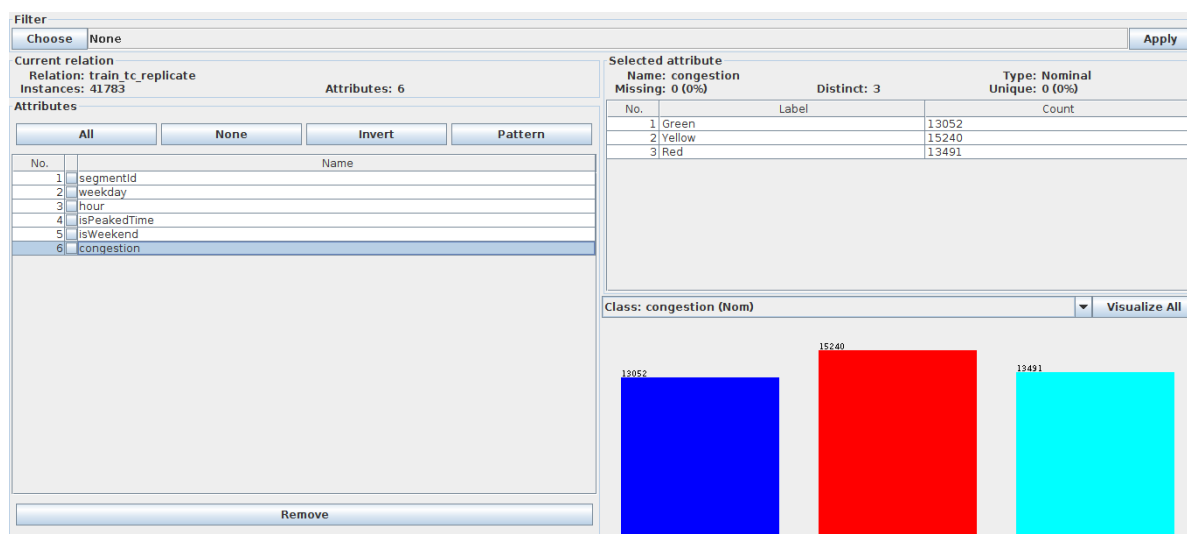 Filter
Choose None Apply
Current relation
Relation: train_tc_replicate
Instances: 41783 Attributes: 6
Attributes
All None Invert Pattern
No. Name
1 segmentId
2 weekday
3 hour
4 isPeakedTime
5 isWeekend
6 congestion
Remove
Selected attribute
Name: congestion Type: Nominal
Missing: 0 (0%) Distinct: 3 Unique: 0 (0%)
No. Label Count
1 Green 13052
2 Yellow 15240
3 Red 13491
Class: congestion (Nom) Visualize All
13052 15240 13491